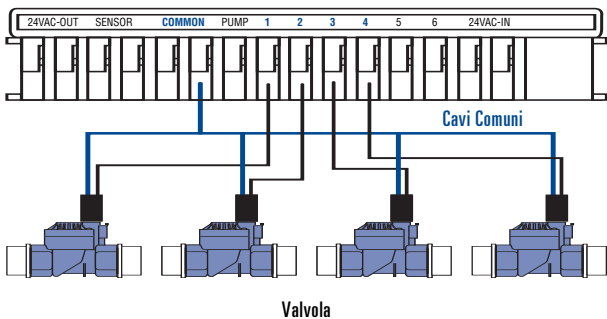 24VAC-OUT SENSOR COMMON PUMP 1 2 3 4 5 6 24VAC-IN
Cavi Comuni
Valvola